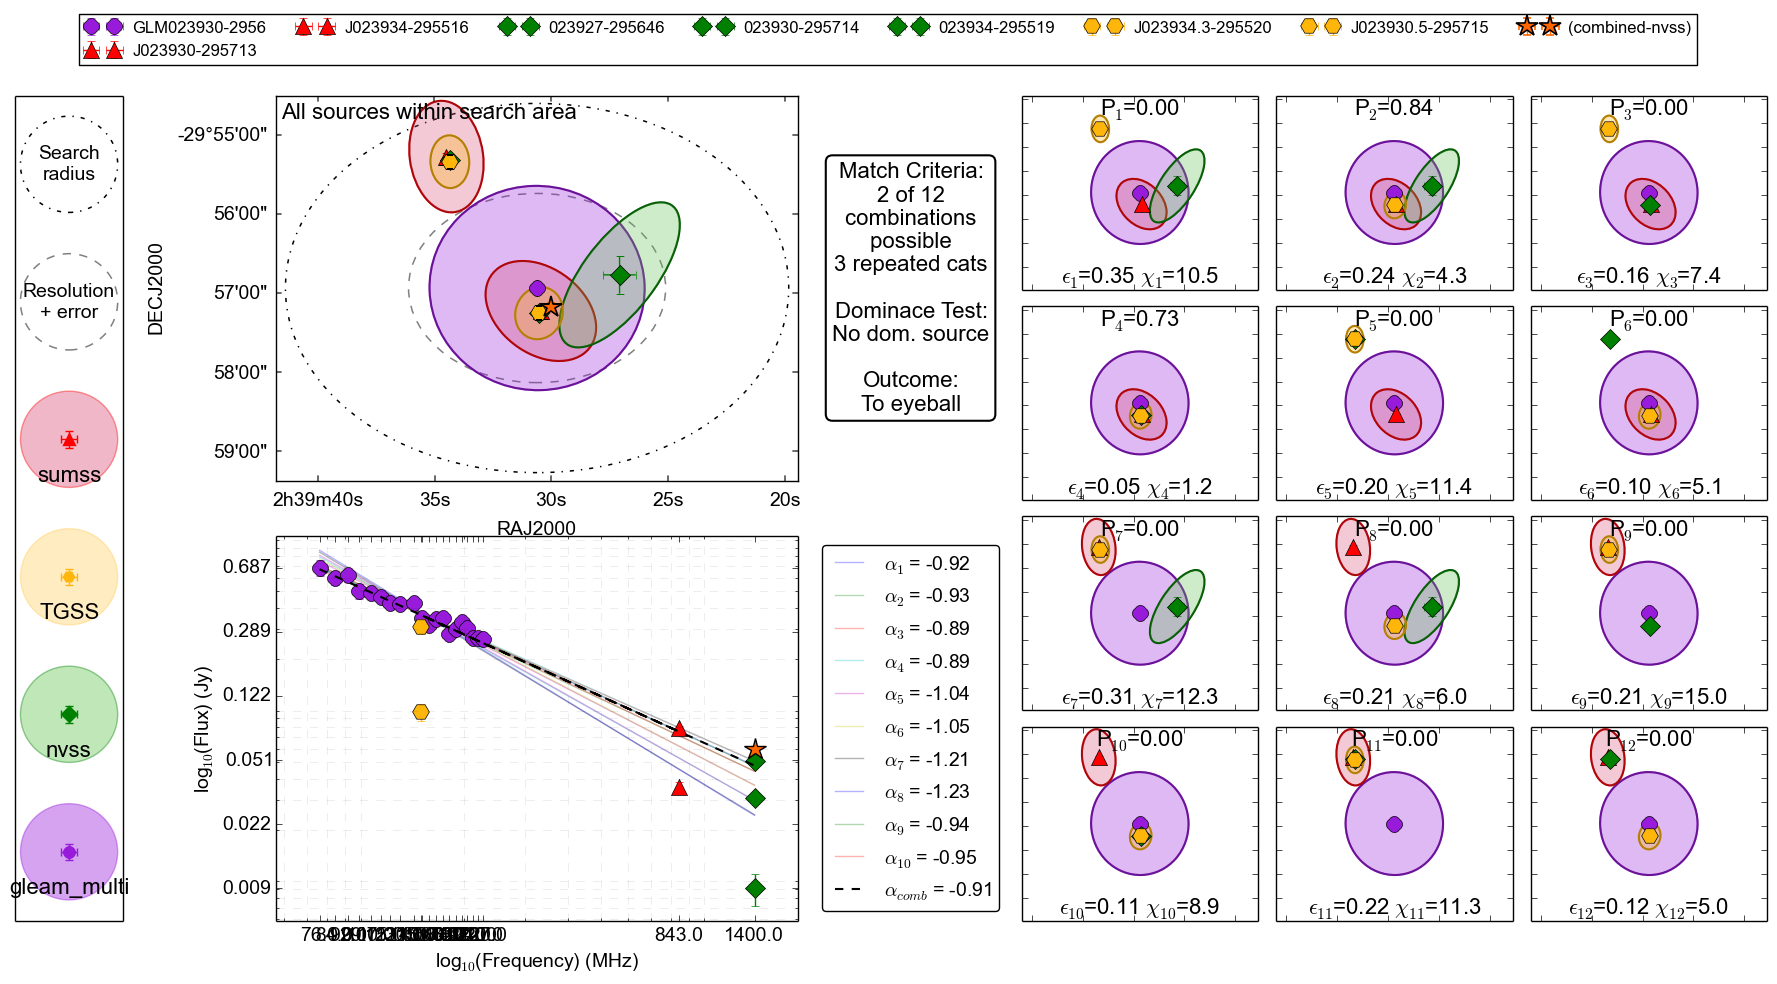 GLM023930-2956 J023934-295516 023927-295646 023930-295714 023934-295519 J023934.3-295520 J023930.5-295715 (combined-nvss)
J023930-295713
Search
radius
Resolution
+ error
sumss
TGSS
nvss
gleam_multi
All sources within search area
DECJ2000
-29°55'00"
56'00"
57'00"
58'00"
59'00"
2h39m40s 35s 30s 25s 20s
RAJ2000
Match Criteria:
2 of 12
combinations
possible
3 repeated cats
Dominace Test:
No dom. source
Outcome:
To eyeball
log10(Flux) (Jy)
0.687
0.289
0.122
0.051
0.022
0.009
843.0 1400.0
log10(Frequency) (MHz)
α1 = -0.92
α2 = -0.93
α3 = -0.89
α4 = -0.89
α5 = -1.04
α6 = -1.05
α7 = -1.21
α8 = -1.23
α9 = -0.94
α10 = -0.95
αcomb = -0.91
P1=0.00
ϵ1=0.35 χ1=10.5
P2=0.84
ϵ2=0.24 χ2=4.3
P3=0.00
ϵ3=0.16 χ3=7.4
P4=0.73
ϵ4=0.05 χ4=1.2
P5=0.00
ϵ5=0.20 χ5=11.4
P6=0.00
ϵ6=0.10 χ6=5.1
P7=0.00
ϵ7=0.31 χ7=12.3
P8=0.00
ϵ8=0.21 χ8=6.0
P9=0.00
ϵ9=0.21 χ9=15.0
P10=0.00
ϵ10=0.11 χ10=8.9
P11=0.00
ϵ11=0.22 χ11=11.3
P12=0.00
ϵ12=0.12 χ12=5.0